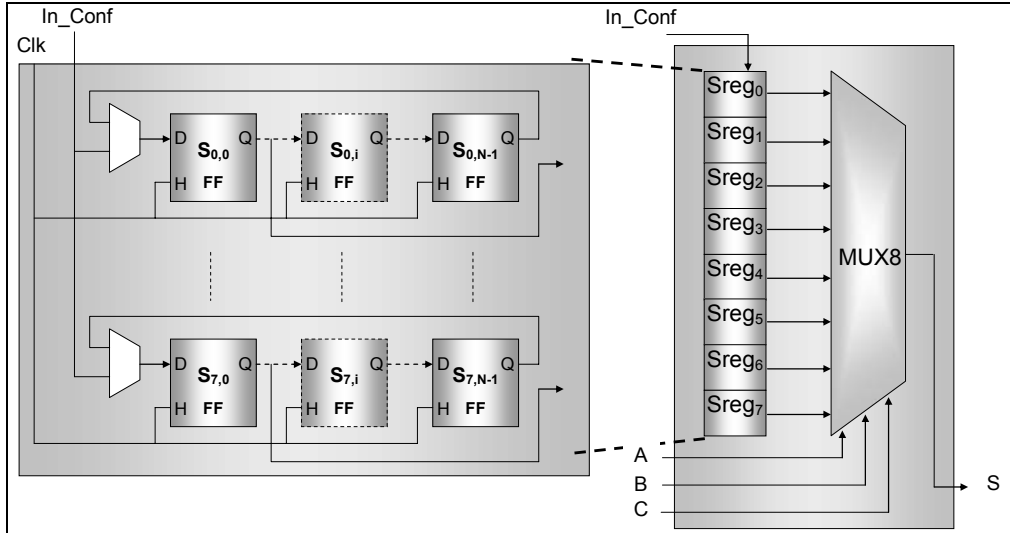 In_Conf
Clk
D Q D Q D Q
S0,0 S0,i S0,N-1
H FF H FF H FF
D Q D Q D Q
S7,0 S7,i S7,N-1
H FF H FF H FF
In_Conf
Sreg0
Sreg1
Sreg2
Sreg3
Sreg4
Sreg5
Sreg6
Sreg7
MUX8
A
B
C
S